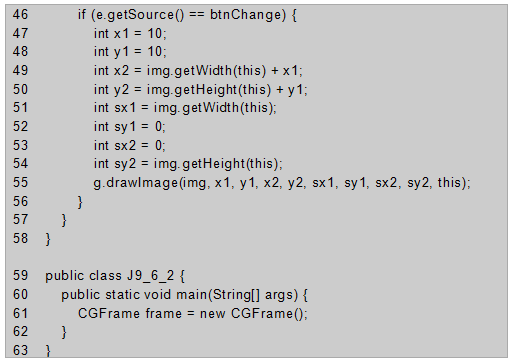 46 if (e.getSource() == btnChange) {
47 int x1 = 10;
48 int y1 = 10;
49 int x2 = img.getWidth(this) + x1;
50 int y2 = img.getHeight(this) + y1;
51 int sx1 = img.getWidth(this);
52 int sy1 = 0;
53 int sx2 = 0;
54 int sy2 = img.getHeight(this);
55 g.drawImage(img, x1, y1, x2, y2, sx1, sy1, sx2, sy2, this);
56 }
57 }
58 }
59 public class J9_6_2 {
60 public static void main(String[] args) {
61 CGFrame frame = new CGFrame();
62 }
63 }